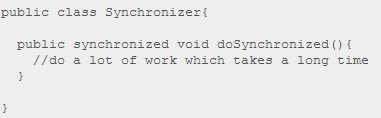 public class Synchronizer{
public synchronized void doSynchronized(){
//do a lot of work which takes a long time
}
}